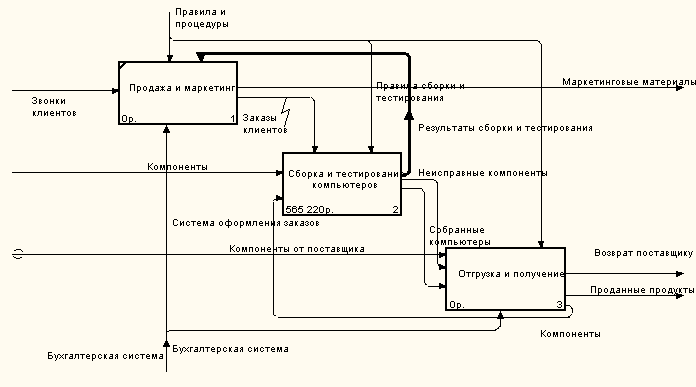 Правила и
процедуры
Маркетинговые материалы
Продажа и маркетинг
Правила сборки и
тестирования
Звонки
клиентов
0р.
1
Заказы
клиентов
Результаты сборки и тестирования
Компоненты
Сборка и тестировани
компьютеров
Неисправные компоненты
565 220р.
2
Система оформления заказов
Собранные
компьютеры
Компоненты от поставщика
Возврат поставщику
Отгрузка и получение
Проданные продукты
0р.
3
Компоненты
Бухгалтерская система
Бухгалтерская система